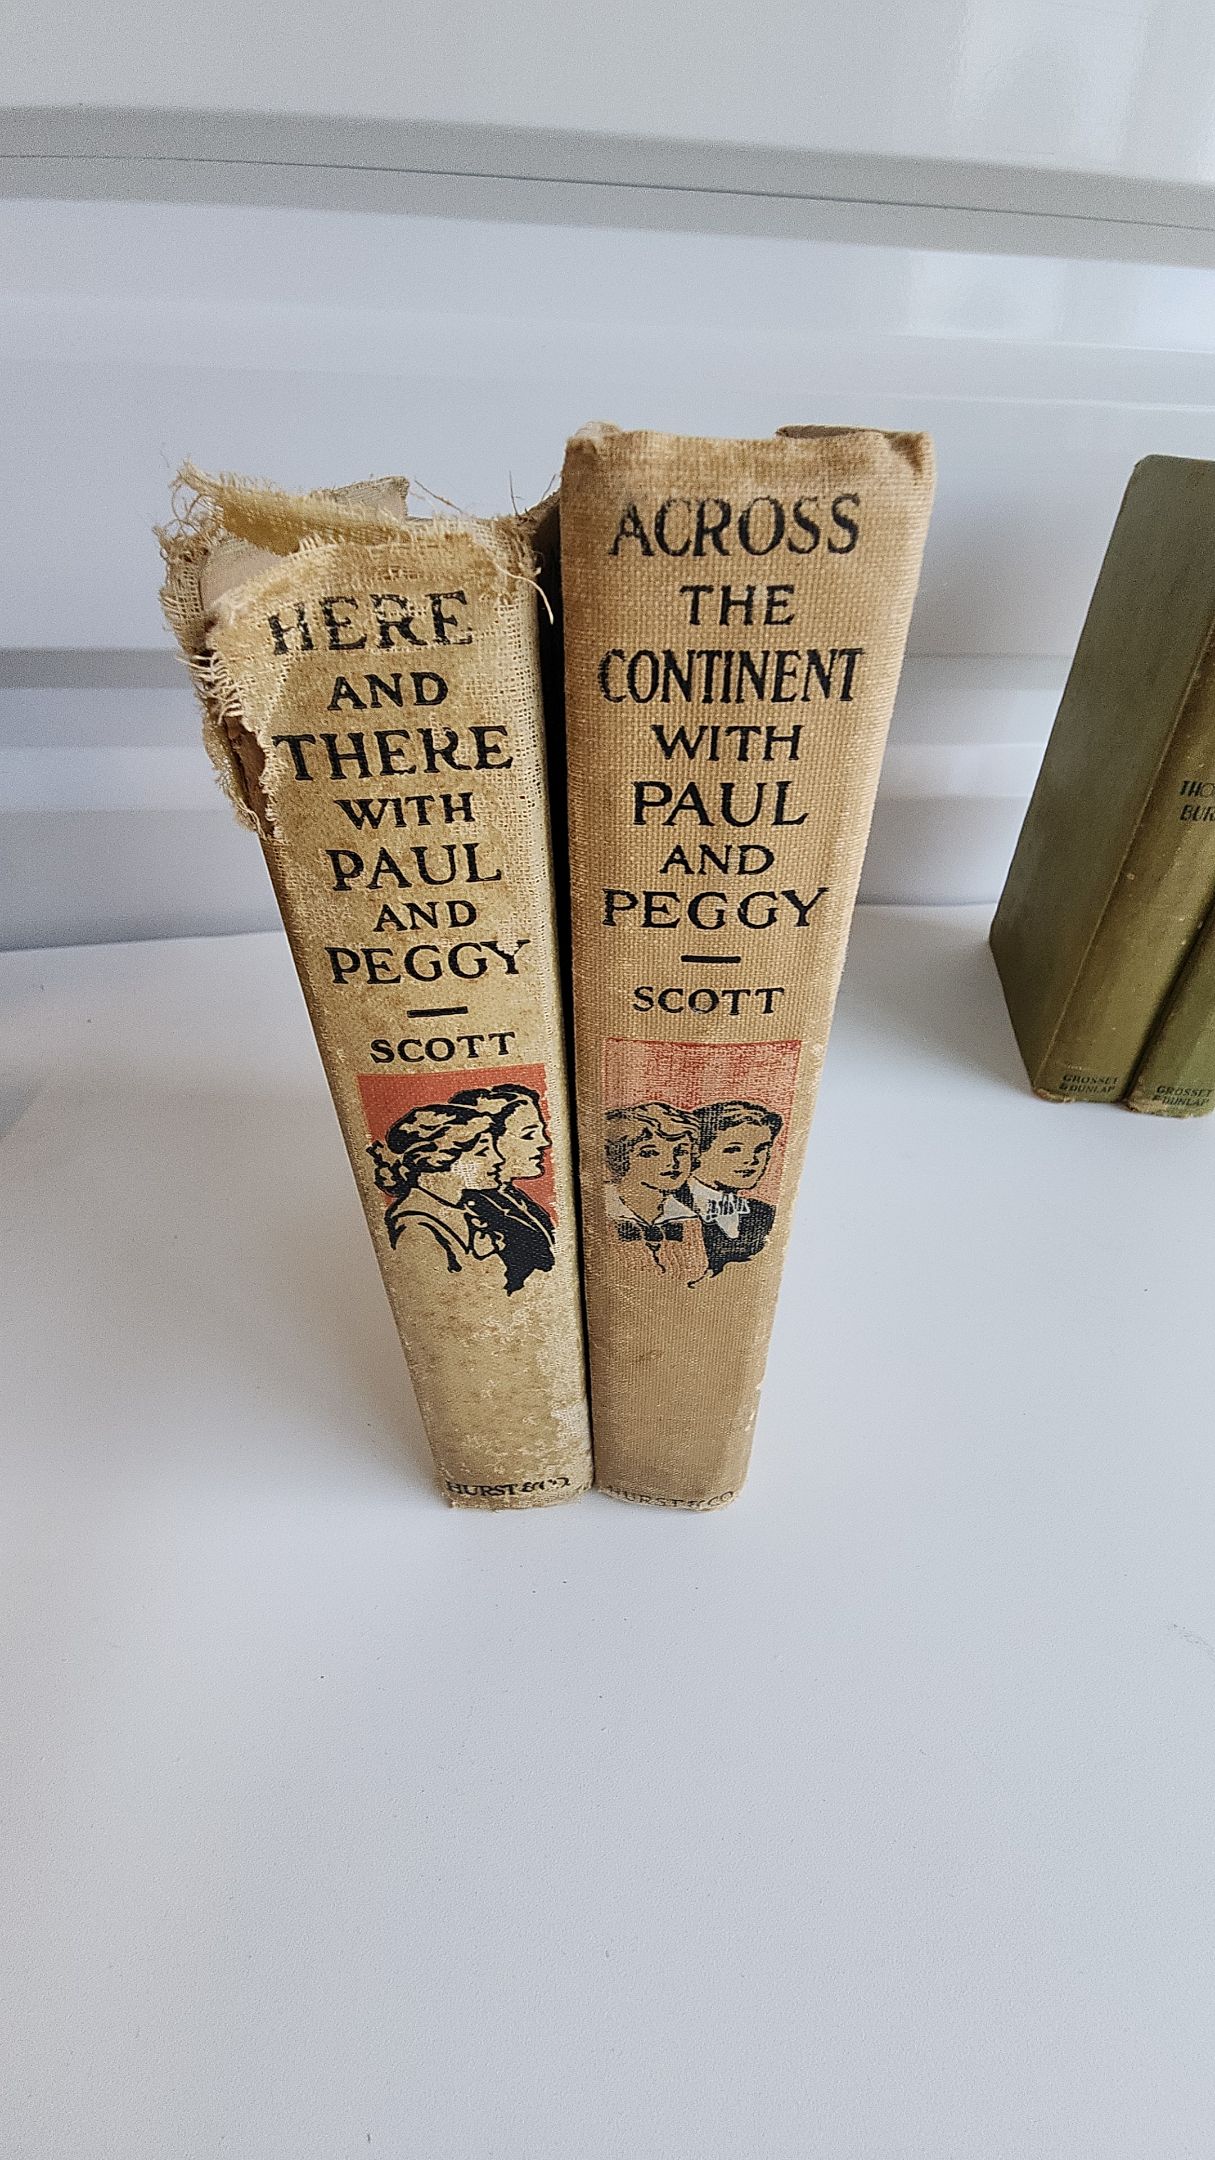 HERE
AND
THERE
WITH
PAUL
AND
PEGGY
SCOTT
HURST & CO.
ACROSS
THE
CONTINENT
WITH
PAUL
AND
PEGGY
SCOTT
HURST & CO.
GROSSET
& DUNLAP
GROSSET
& DUNLAP